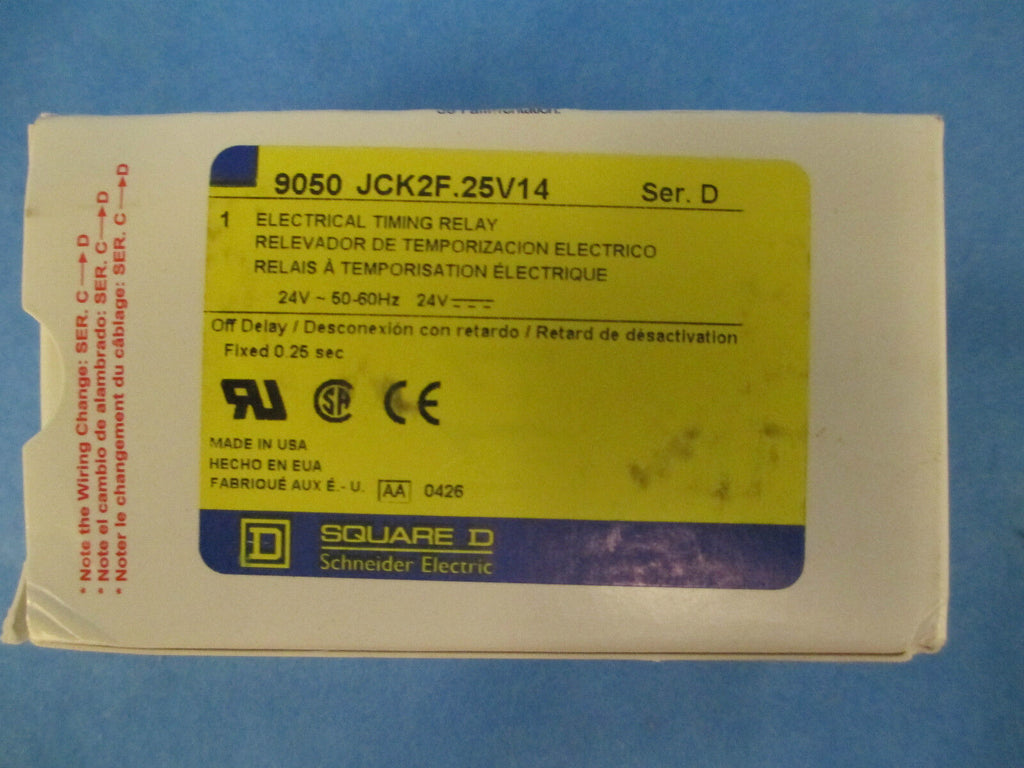 9050 JCK2F.25V14 Ser. D
1 ELECTRICAL TIMING RELAY
RELEVADOR DE TEMPORIZACION ELECTRICO
RELAIS À TEMPORISATION ÉLECTRIQUE
24V ~ 50-60Hz 24V
Off Delay / Desconexión con retardo / Retard de désactivation
Fixed 0.25 sec
MADE IN USA
HECHO EN EUA
FABRIQUÉ AUX É.- U. AA 0426
D SQUARE D
Schneider Electric
* Note the Wiring Change: SER. C→D
* Note el cambio de alambrado: SER. C→D
* Noter le changement du câblage: SER. C→D